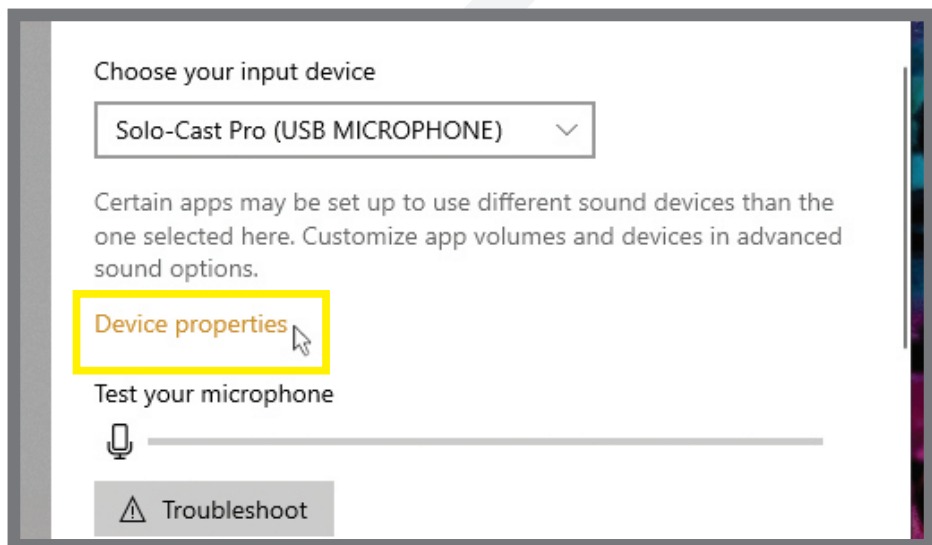 Choose your input device
Solo-Cast Pro (USB MICROPHONE)
Certain apps may be set up to use different sound devices than the
one selected here. Customize app volumes and devices in advanced
sound options.
Device properties
Test your microphone
Troubleshoot